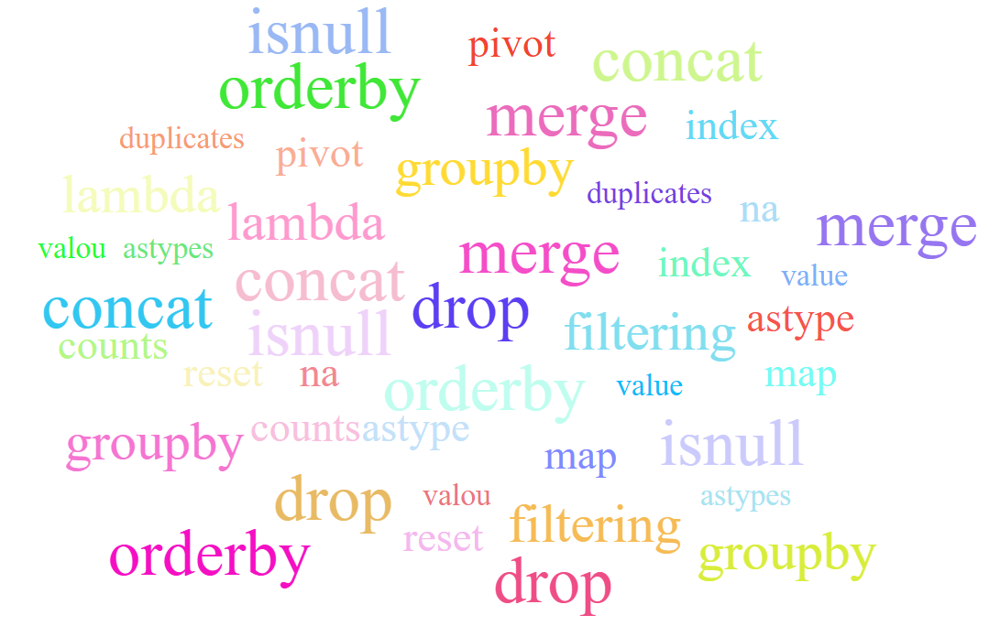 isnull
pivot
concat
orderby
merge
index
duplicates
pivot
groupby
lambda
duplicates
na
lambda
merge
valou
astypes
merge
index
value
concat
concat
drop
isnull
filtering
astype
counts
reset
na
orderby
value
map
groupby
counts
astype
map
isnull
drop
valou
astypes
orderby
reset
filtering
groupby
drop